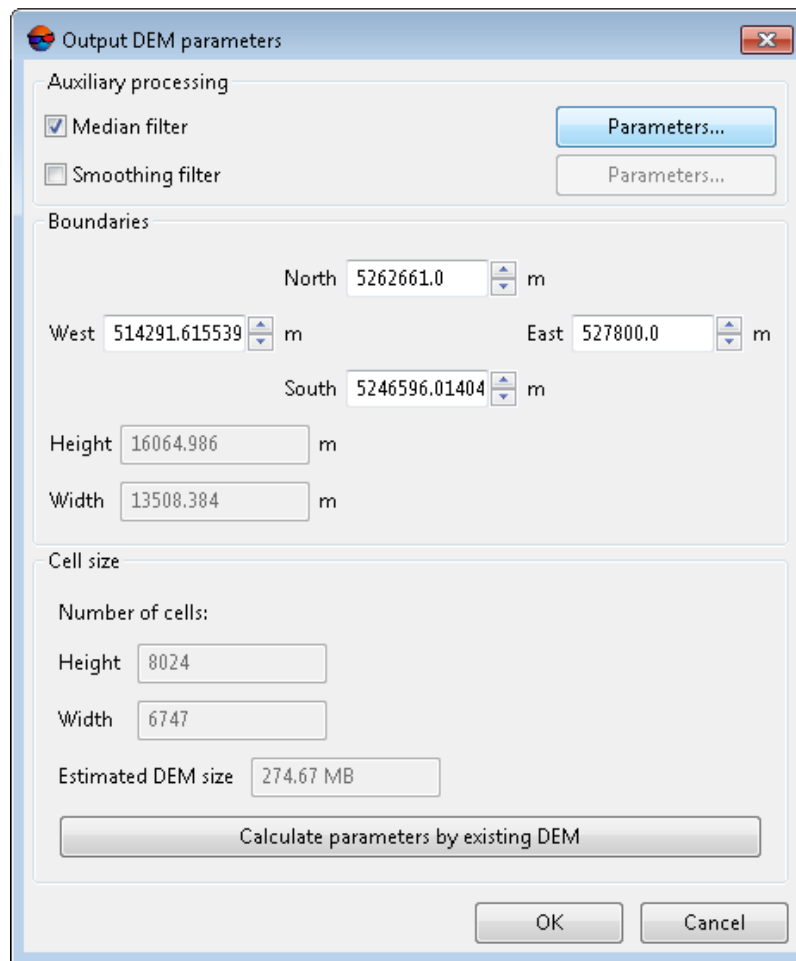 Output DEM parameters
Auxiliary processing
Median filter Parameters...
Smoothing filter Parameters...
Boundaries
North 5262661.0 m
West 514291.615539 m East 527800.0 m
South 5246596.01404 m
Height 16064.986 m
Width 13508.384 m
Cell size
Number of cells:
Height 8024
Width 6747
Estimated DEM size 274.67 MB
Calculate parameters by existing DEM
OK Cancel